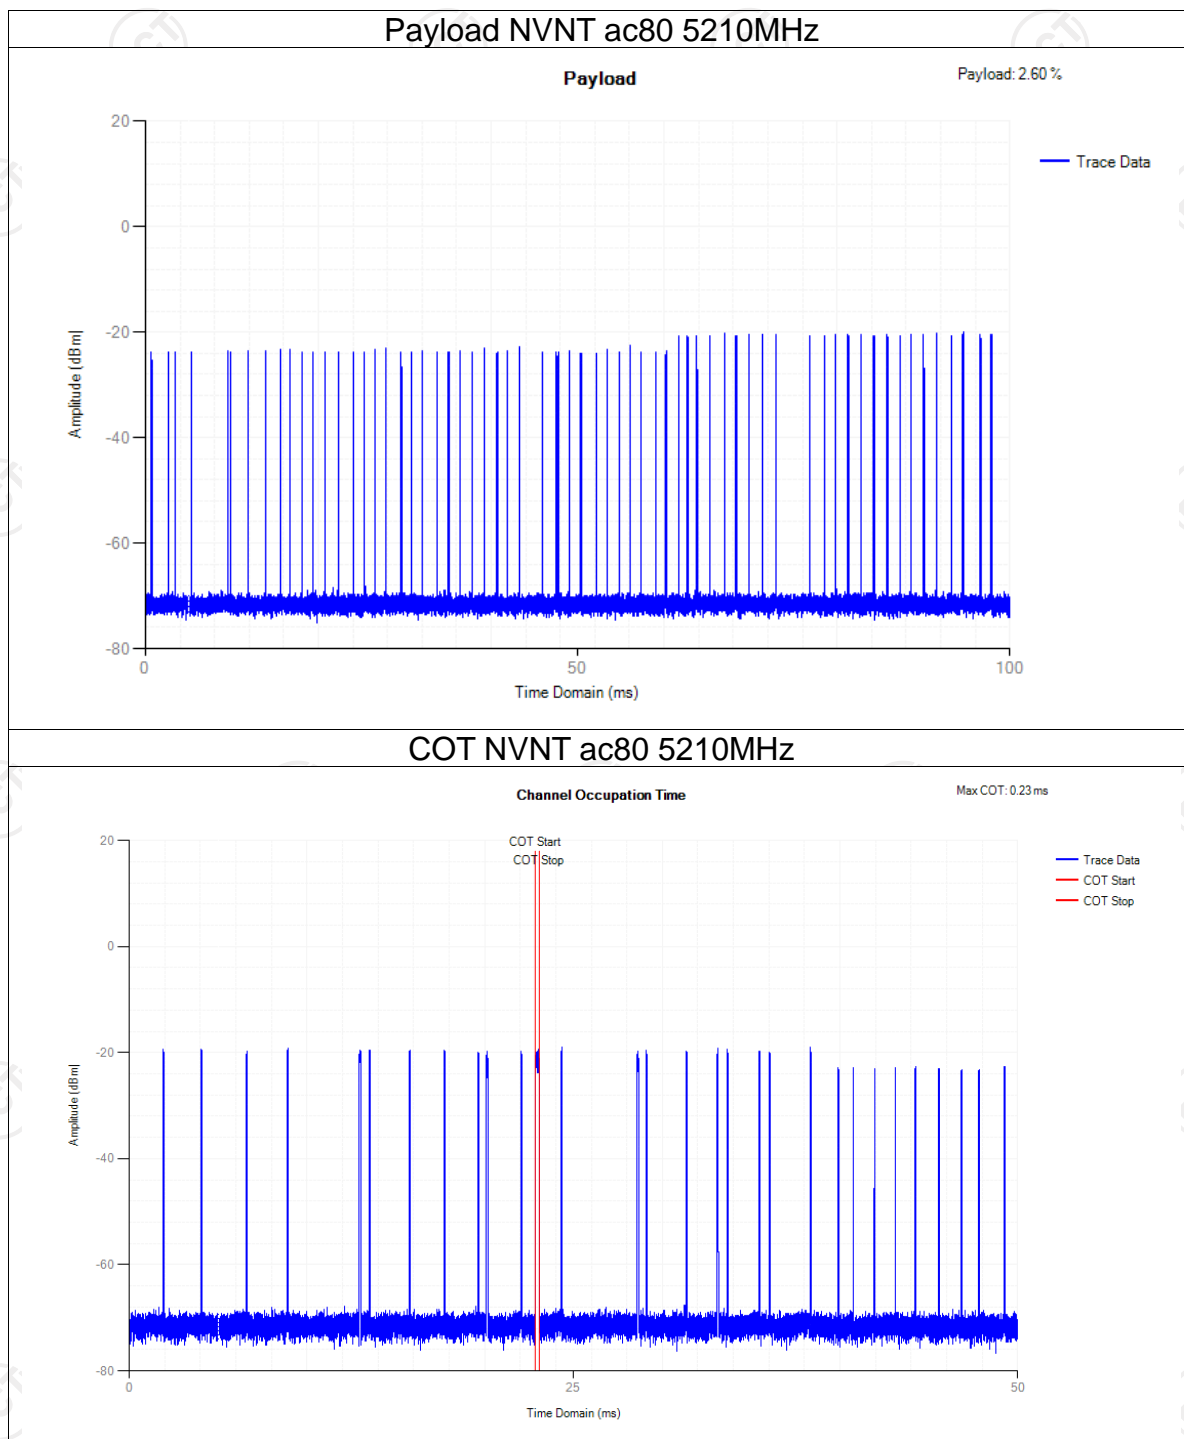 Payload NVNT ac80 5210MHz
Payload
Payload: 2.60 %
20
0
-20
-40
-60
-80
Amplitude (dBm)
Trace Data
0
50
100
Time Domain (ms)
COT NVNT ac80 5210MHz
Channel Occupation Time
Max COT: 0.23 ms
COT Start
COT Stop
20
0
-20
-40
-60
-80
Amplitude (dBm)
Trace Data
COT Start
COT Stop
0
25
50
Time Domain (ms)